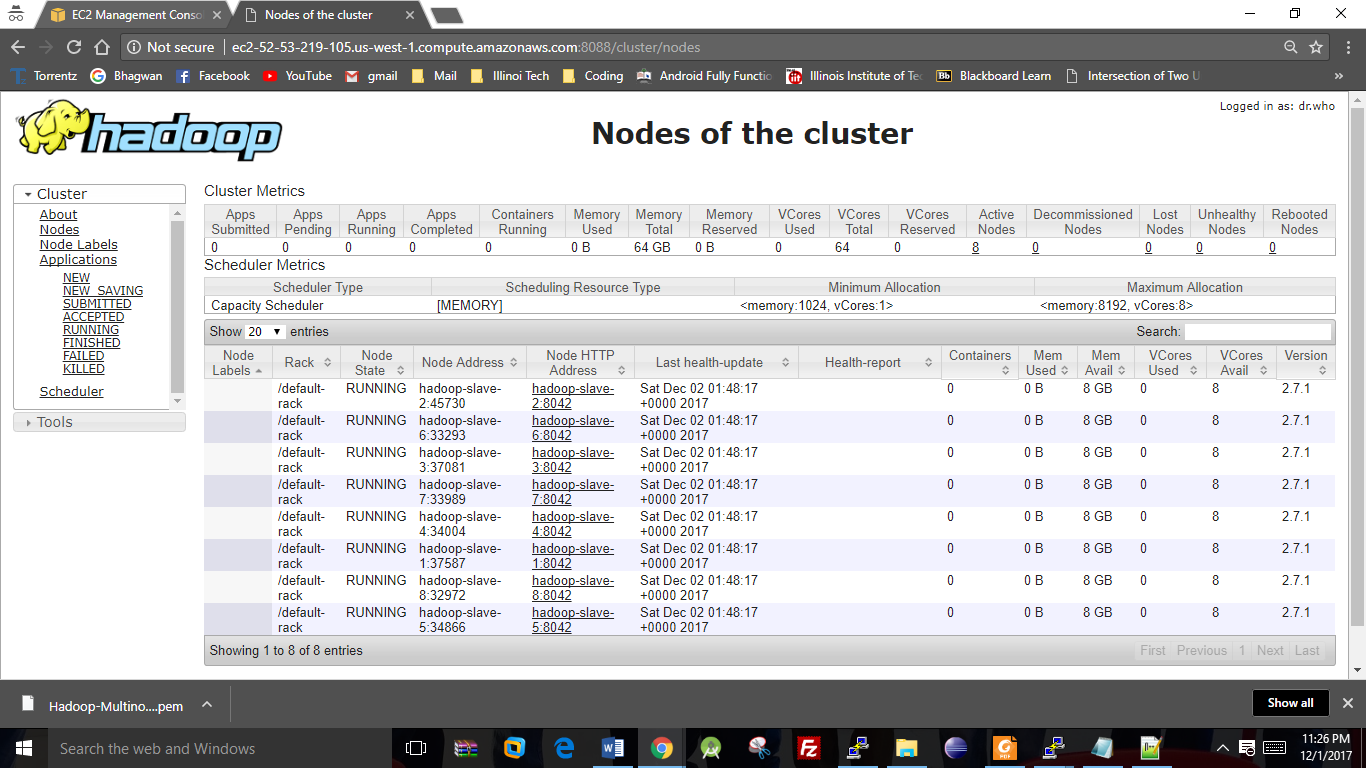 EC2 Management Conso
Nodes of the cluster
Not secure | ec2-52-53-219-105.us-west-1.compute.amazonaws.com:8088/cluster/nodes
Torrentz Bhagwan Facebook YouTube gmail Mail Illinoi Tech Coding Android Fully Functio Illinois Institute of Tec Blackboard Learn Intersection of Two U »
Logged in as: dr.who
hadoop
Nodes of the cluster
Cluster
About
Nodes
Node Labels
Applications
NEW
NEW_SAVING
SUBMITTED
ACCEPTED
RUNNING
FINISHED
FAILED
KILLED
Scheduler
Tools
Cluster Metrics
Apps Submitted Apps Pending Apps Running Apps Completed Containers Running Memory Used Memory Total Memory Reserved VCores Used VCores Total VCores Reserved Active Nodes Decommissioned Nodes Lost Nodes Unhealthy Nodes Rebooted Nodes
0 0 0 0 0 0 B 64 GB 0 B 0 64 0 8 0 0 0 0
Scheduler Metrics
Scheduler Type Scheduling Resource Type Minimum Allocation Maximum Allocation
Capacity Scheduler [MEMORY] <memory:1024, vCores:1> <memory:8192, vCores:8>
Show 20 entries Search:
Node Labels Rack Node State Node Address Node HTTP Address Last health-update Health-report Containers Mem Used Mem Avail VCores Used VCores Avail Version
/default-rack RUNNING hadoop-slave-2:45730 hadoop-slave-2:8042 Sat Dec 02 01:48:17 +0000 2017 0 0 B 8 GB 0 8 2.7.1
/default-rack RUNNING hadoop-slave-6:33293 hadoop-slave-6:8042 Sat Dec 02 01:48:17 +0000 2017 0 0 B 8 GB 0 8 2.7.1
/default-rack RUNNING hadoop-slave-3:37081 hadoop-slave-3:8042 Sat Dec 02 01:48:17 +0000 2017 0 0 B 8 GB 0 8 2.7.1
/default-rack RUNNING hadoop-slave-7:33989 hadoop-slave-7:8042 Sat Dec 02 01:48:17 +0000 2017 0 0 B 8 GB 0 8 2.7.1
/default-rack RUNNING hadoop-slave-4:34004 hadoop-slave-4:8042 Sat Dec 02 01:48:17 +0000 2017 0 0 B 8 GB 0 8 2.7.1
/default-rack RUNNING hadoop-slave-1:37587 hadoop-slave-1:8042 Sat Dec 02 01:48:17 +0000 2017 0 0 B 8 GB 0 8 2.7.1
/default-rack RUNNING hadoop-slave-8:32972 hadoop-slave-8:8042 Sat Dec 02 01:48:17 +0000 2017 0 0 B 8 GB 0 8 2.7.1
/default-rack RUNNING hadoop-slave-5:34866 hadoop-slave-5:8042 Sat Dec 02 01:48:17 +0000 2017 0 0 B 8 GB 0 8 2.7.1
Showing 1 to 8 of 8 entries First Previous 1 Next Last
Hadoop-Multino....pem Show all
Search the web and Windows
11:26 PM
12/1/2017